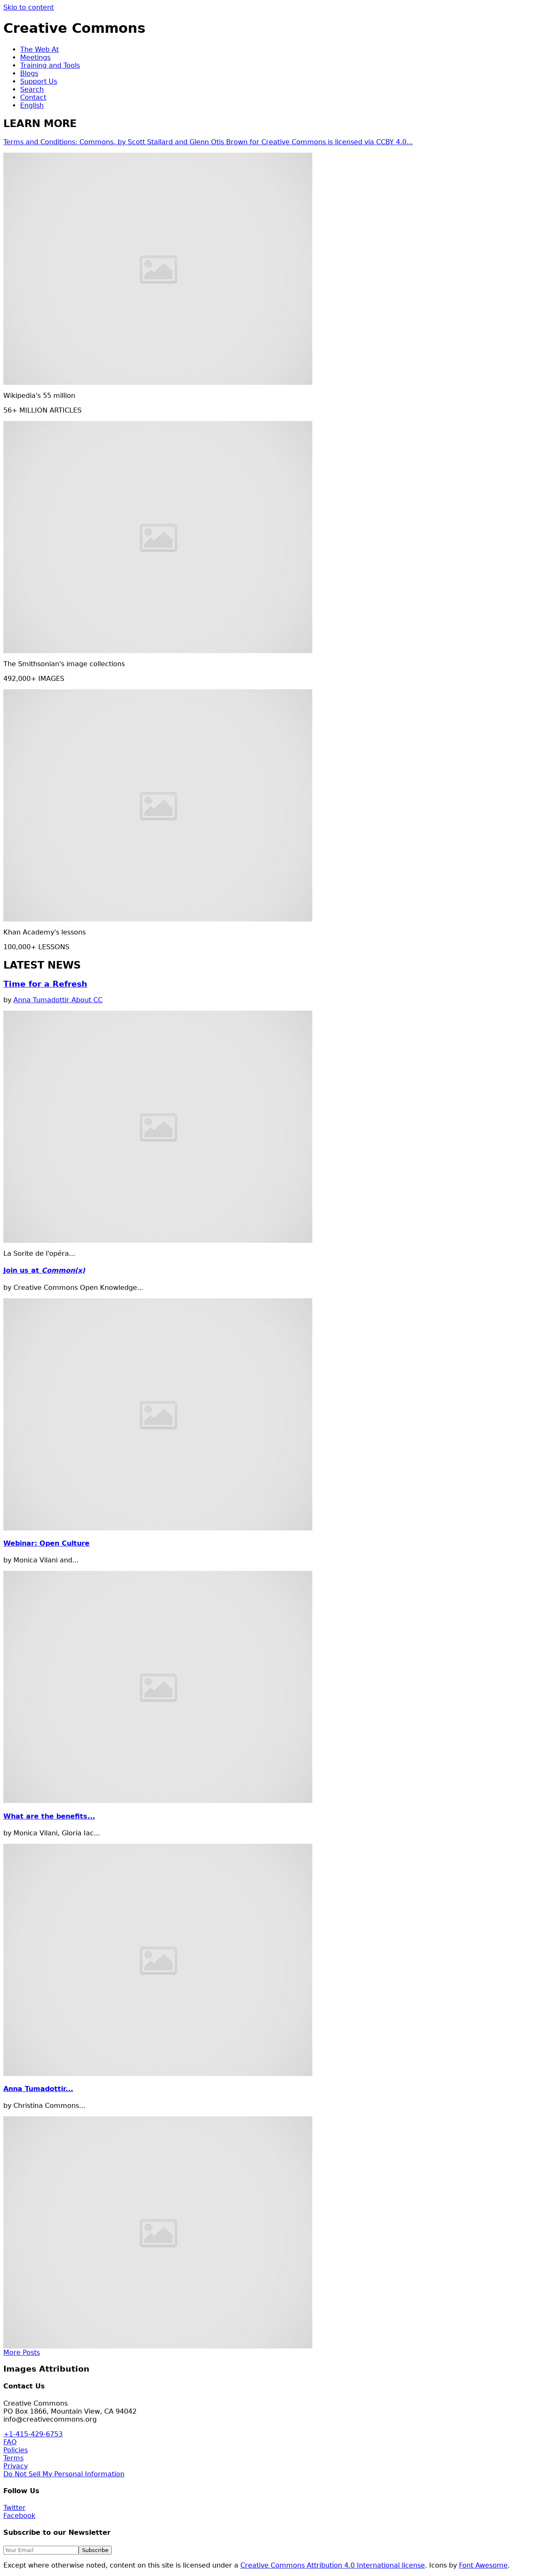 Skip to content
Creative Commons
The Web At
Meetings
Training and Tools
Blogs
Support Us
Search
Contact
English
LEARN MORE
Terms and Conditions: Commons. by Scott Stallard and Glenn Otis Brown for Creative Commons is licensed via CCBY 4.0...
Wikipedia's 55 million
56+ MILLION ARTICLES
The Smithsonian's image collections
492,000+ IMAGES
Khan Academy's lessons
100,000+ LESSONS
LATEST NEWS
Time for a Refresh
by Anna Tumadottir About CC
La Sorite de l'opéra...
Join us at Common(x)
by Creative Commons Open Knowledge...
Webinar: Open Culture
by Monica Vilani and...
What are the benefits...
by Monica Vilani, Gloria Iac...
Anna Tumadottir...
by Christina Commons...
More Posts
Images Attribution
Contact Us
Creative Commons
PO Box 1866, Mountain View, CA 94042
info@creativecommons.org
+1-415-429-6753
FAQ
Policies
Terms
Privacy
Do Not Sell My Personal Information
Follow Us
Twitter
Facebook
Subscribe to our Newsletter
Your Email Subscribe
Except where otherwise noted, content on this site is licensed under a Creative Commons Attribution 4.0 International license. Icons by Font Awesome.